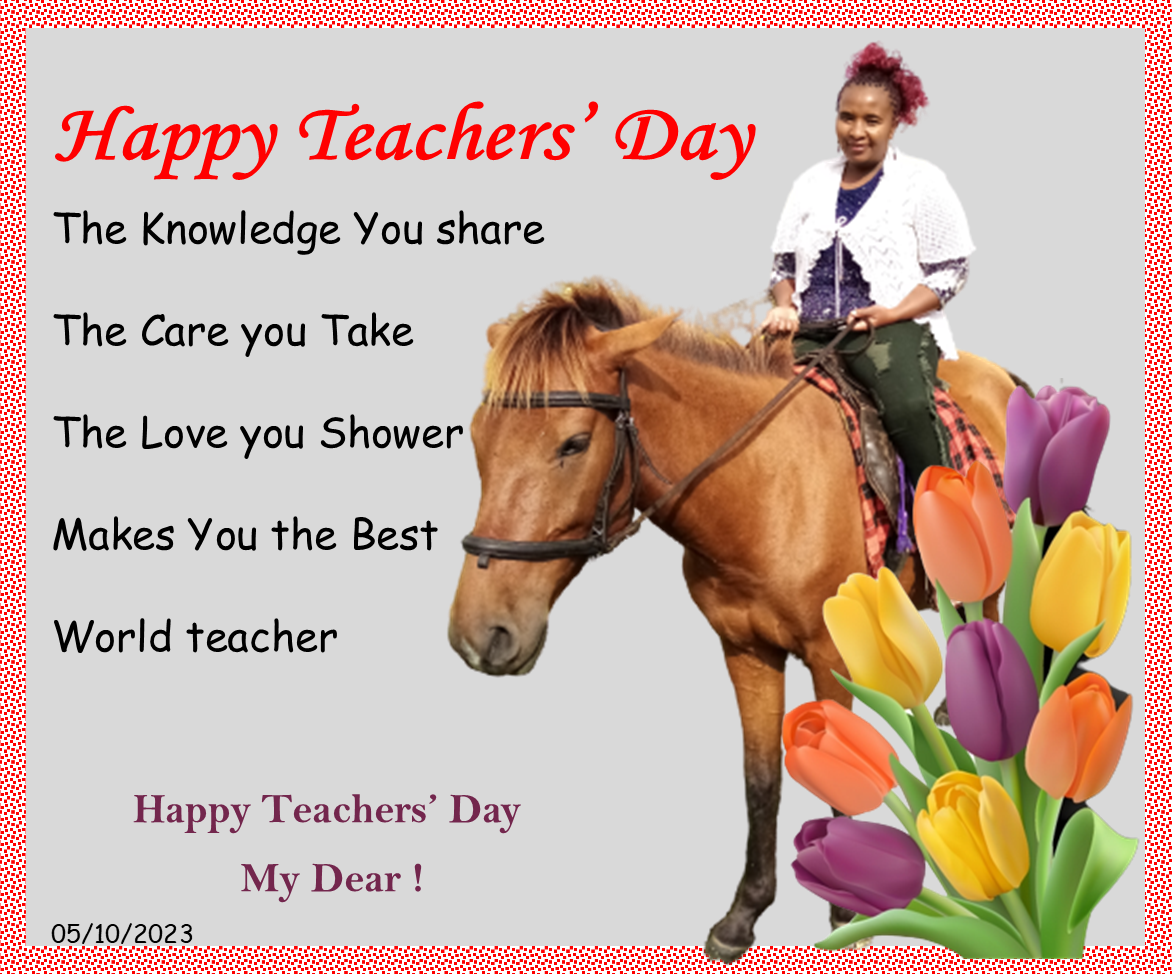 Happy Teachers’ Day
The Knowledge You share
The Care you Take
The Love you Shower
Makes You the Best
World teacher
Happy Teachers’ Day
My Dear !
05/10/2023